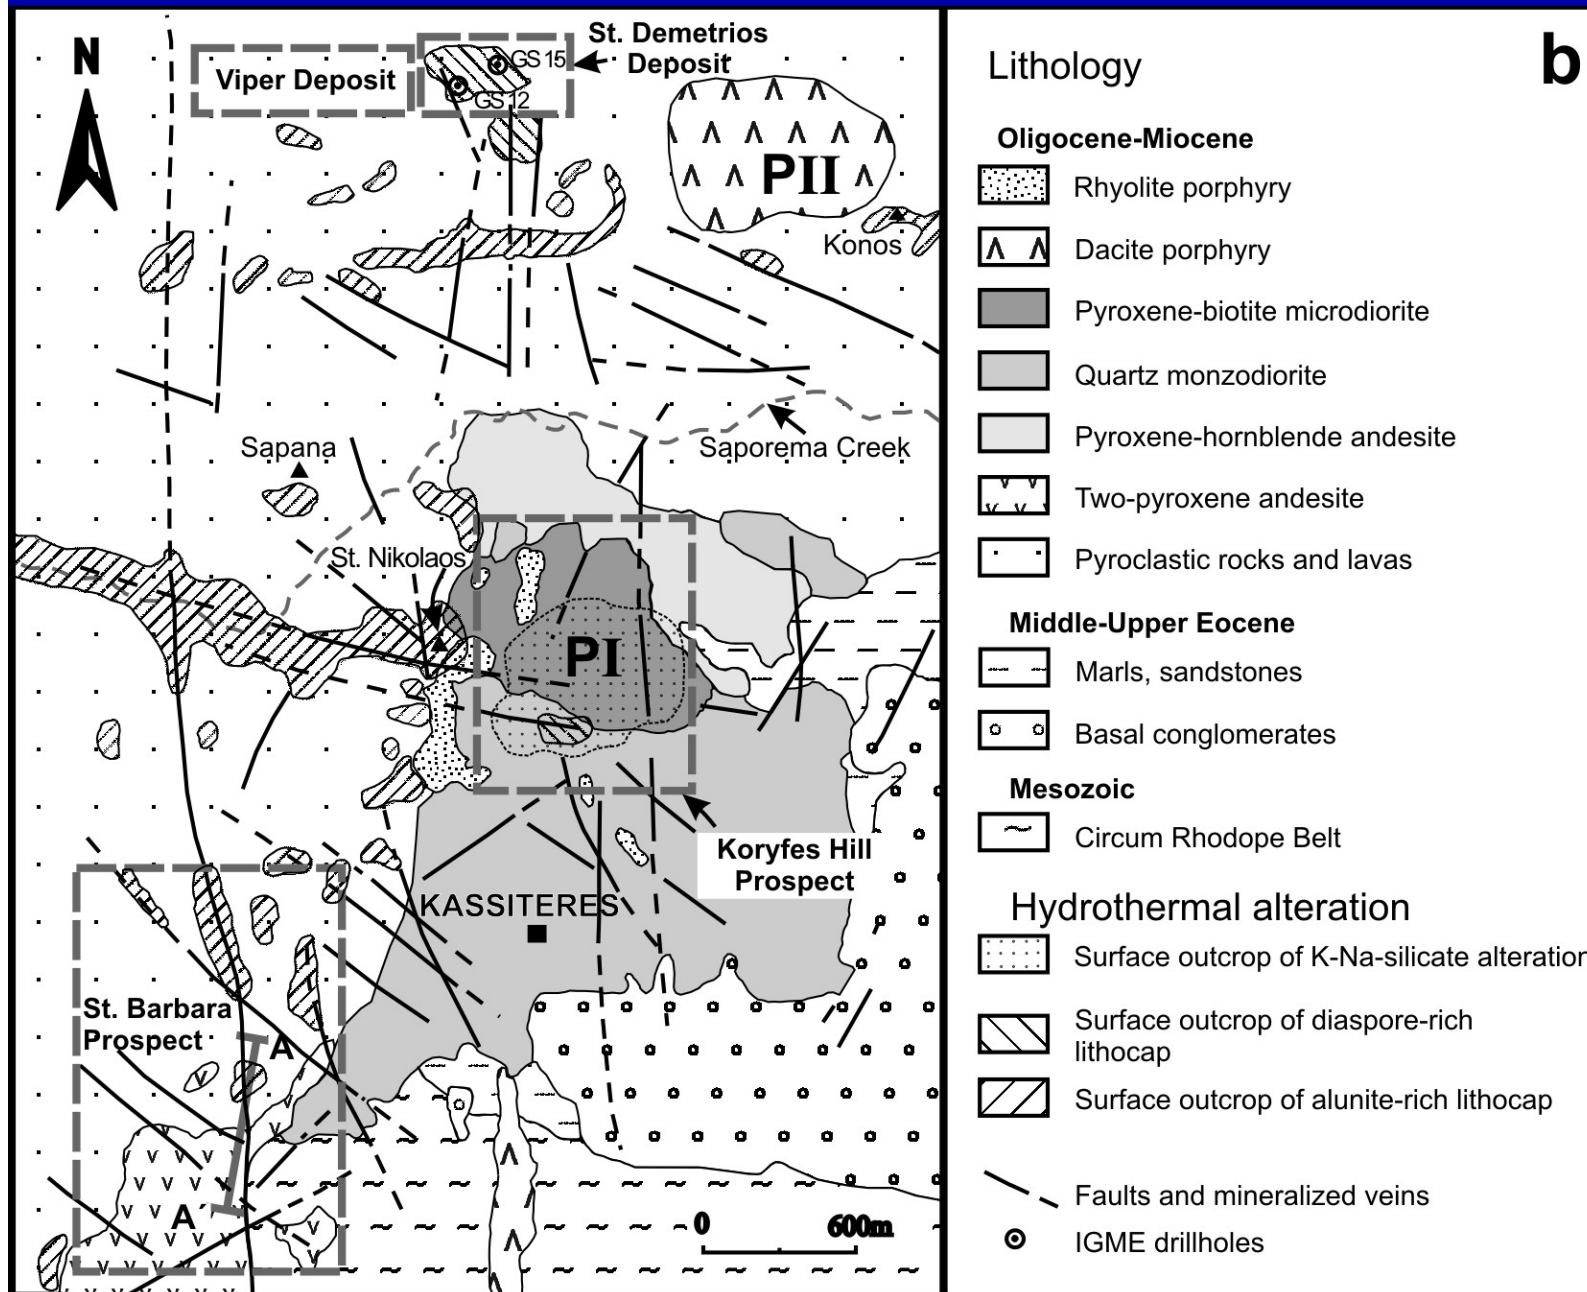 b
N
Viper Deposit
St. Demetrios
Deposit
GS 15
GS 12
PII
Konos
Sapana
Saporema Creek
St. Nikolaos
PI
Koryfes Hill
Prospect
KASSITERES
St. Barbara
Prospect
A
A´
0 600m
Lithology
Oligocene-Miocene
Rhyolite porphyry
Dacite porphyry
Pyroxene-biotite microdiorite
Quartz monzodiorite
Pyroxene-hornblende andesite
Two-pyroxene andesite
Pyroclastic rocks and lavas
Middle-Upper Eocene
Marls, sandstones
Basal conglomerates
Mesozoic
Circum Rhodope Belt
Hydrothermal alteration
Surface outcrop of K-Na-silicate alteration
Surface outcrop of diaspore-rich
lithocap
Surface outcrop of alunite-rich lithocap
Faults and mineralized veins
IGME drillholes